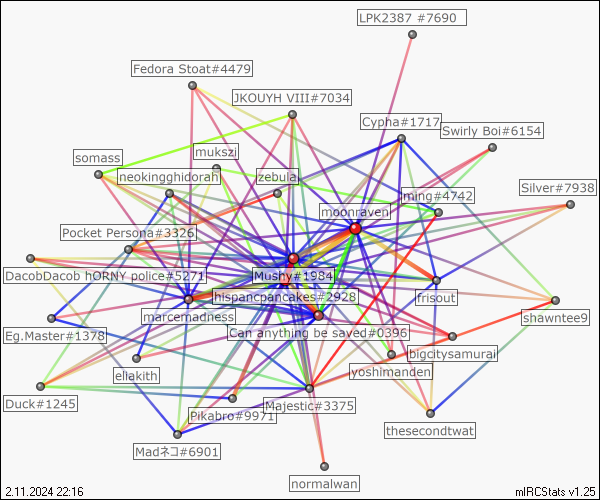 LPK2387 #7690
Fedora Stoat#4479
JKOUYH VIII#7034
Cypha#1717
Swirly Boi#6154
mukszi
somass
neokingghidorah
zebula
ming#4742
Silver#7938
moonraven
Pocket Persona#3326
DacobDacob hORNY police#5271
Mushy#1984
hispancpancakes#2928
frisout
marcemadness
shawntee9
Can anything be saved#0396
Eg.Master#1378
bigcitysamurai
eliakith
yoshimanden
Duck#1245
Pikabro#9971
Majestic#3375
thesecondtwat
Madネコ#6901
normalwan
2.11.2024 22:16
mIRCStats v1.25